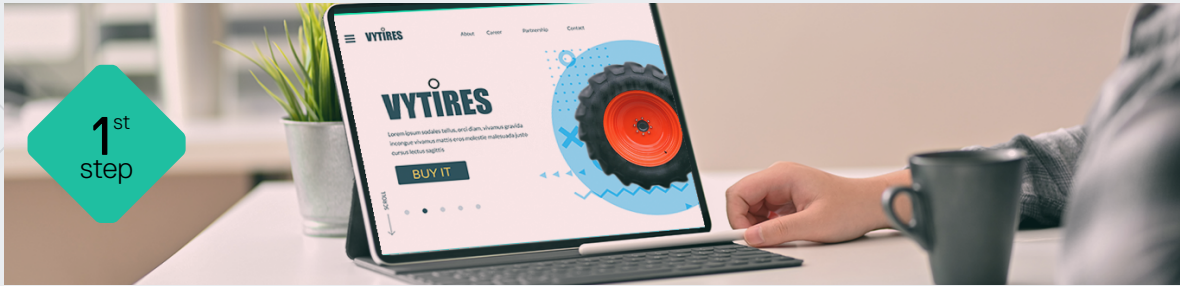 1st
step
VYTIRES
About Career Partnership Contact
VYTIRES
Lorem ipsum sodales tellus, orci diam, vivamus gravida
incongue vivamus mattis eros molestie malesuada justo
cursus lectus sagittis
BUY IT
SCROLL